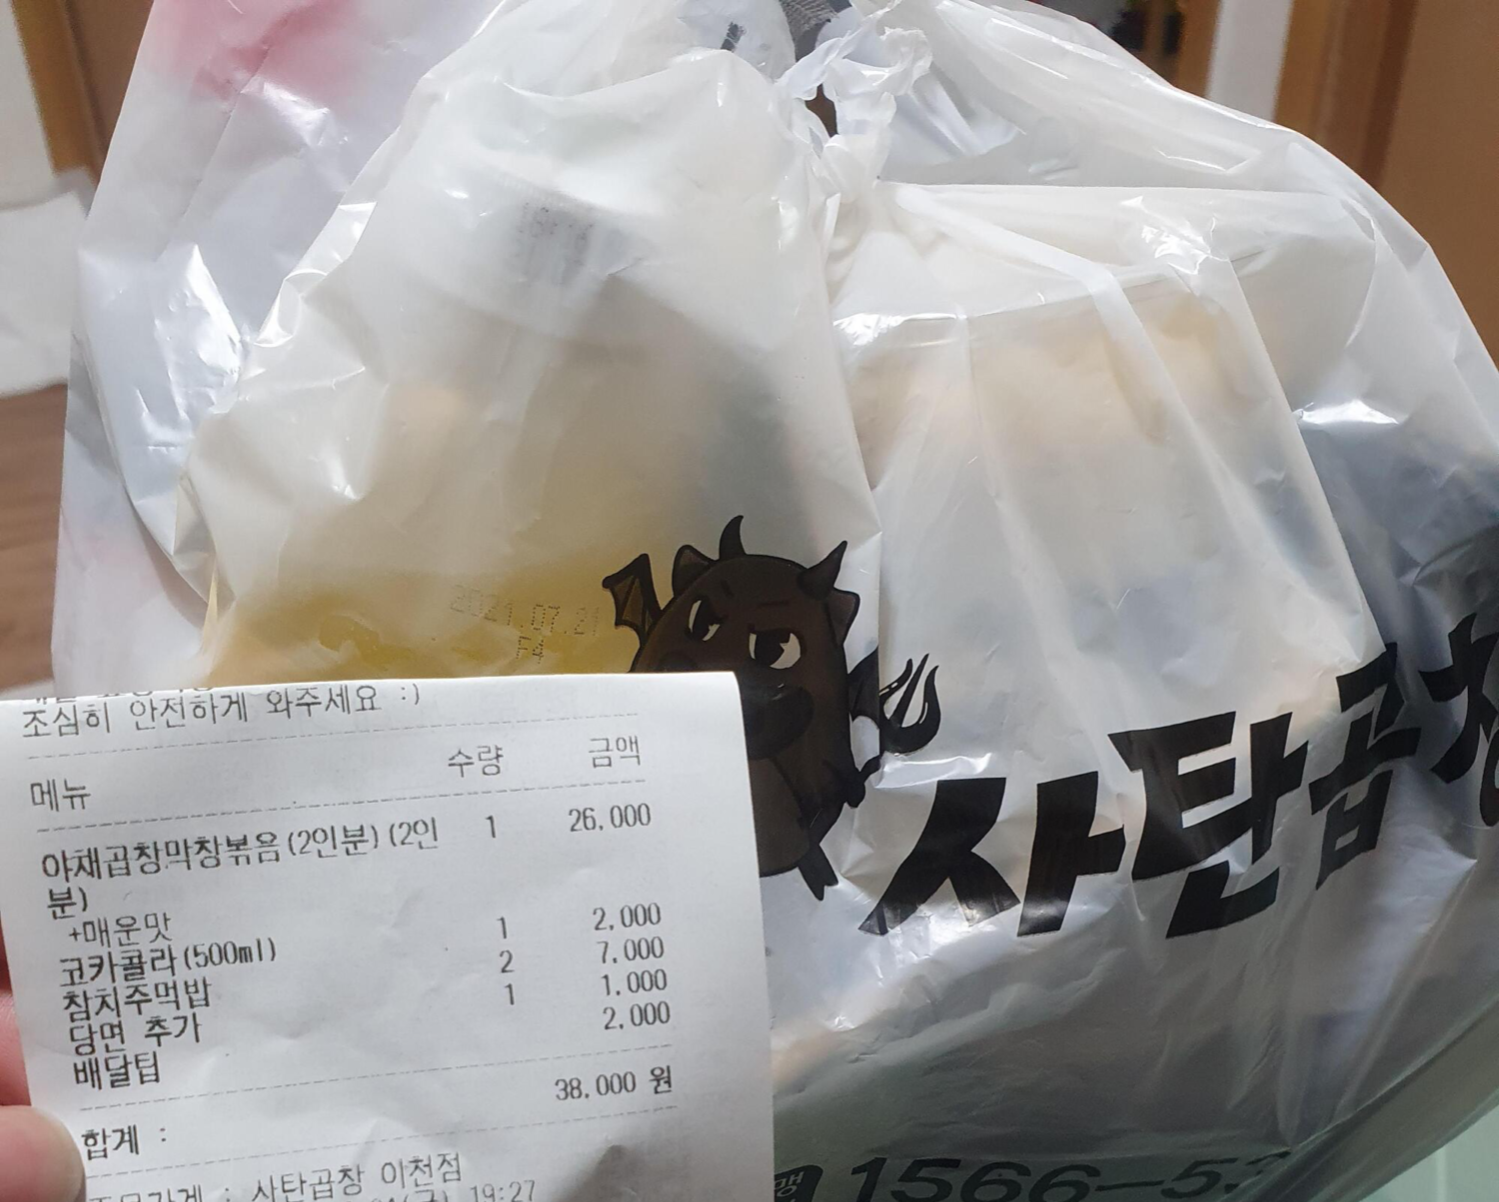 2021.07.21
F4
조심히 안전하게 와주세요 :)
메뉴 수량 금액
야채곱창막창볶음(2인분)(2인 1 26,000
분)
+매운맛
코카콜라(500ml) 1 2,000
참치주먹밥 2 7,000
당면 추가 1 1,000
배달팁 2,000
38,000 원
합계 :
: 사탄곱창 이천점
19:27
사탄곱창
1566-5